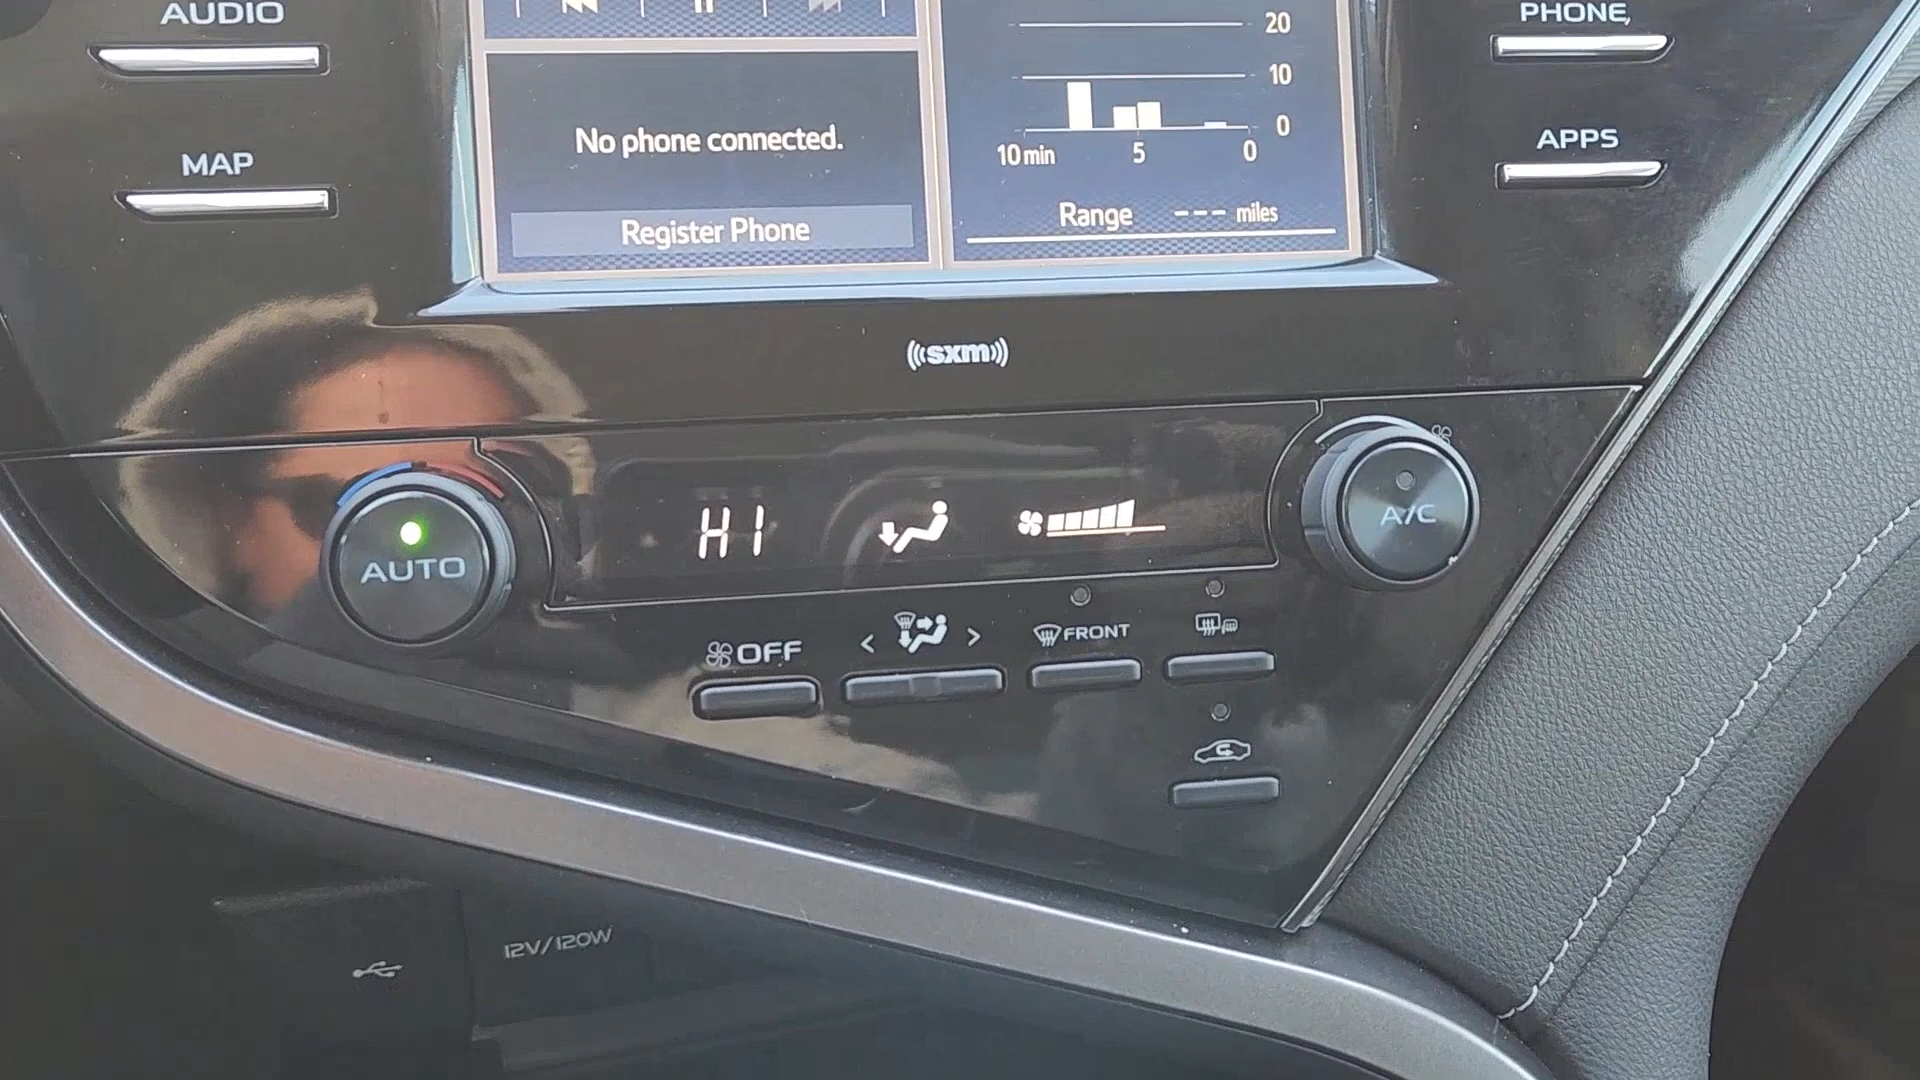 AUDIO
MAP
No phone connected.
Register Phone
20
10
0
10 min 5 0
Range --- miles
PHONE
APPS
sxm
AUTO
HI
A/C
OFF
< >
FRONT
12V/120W